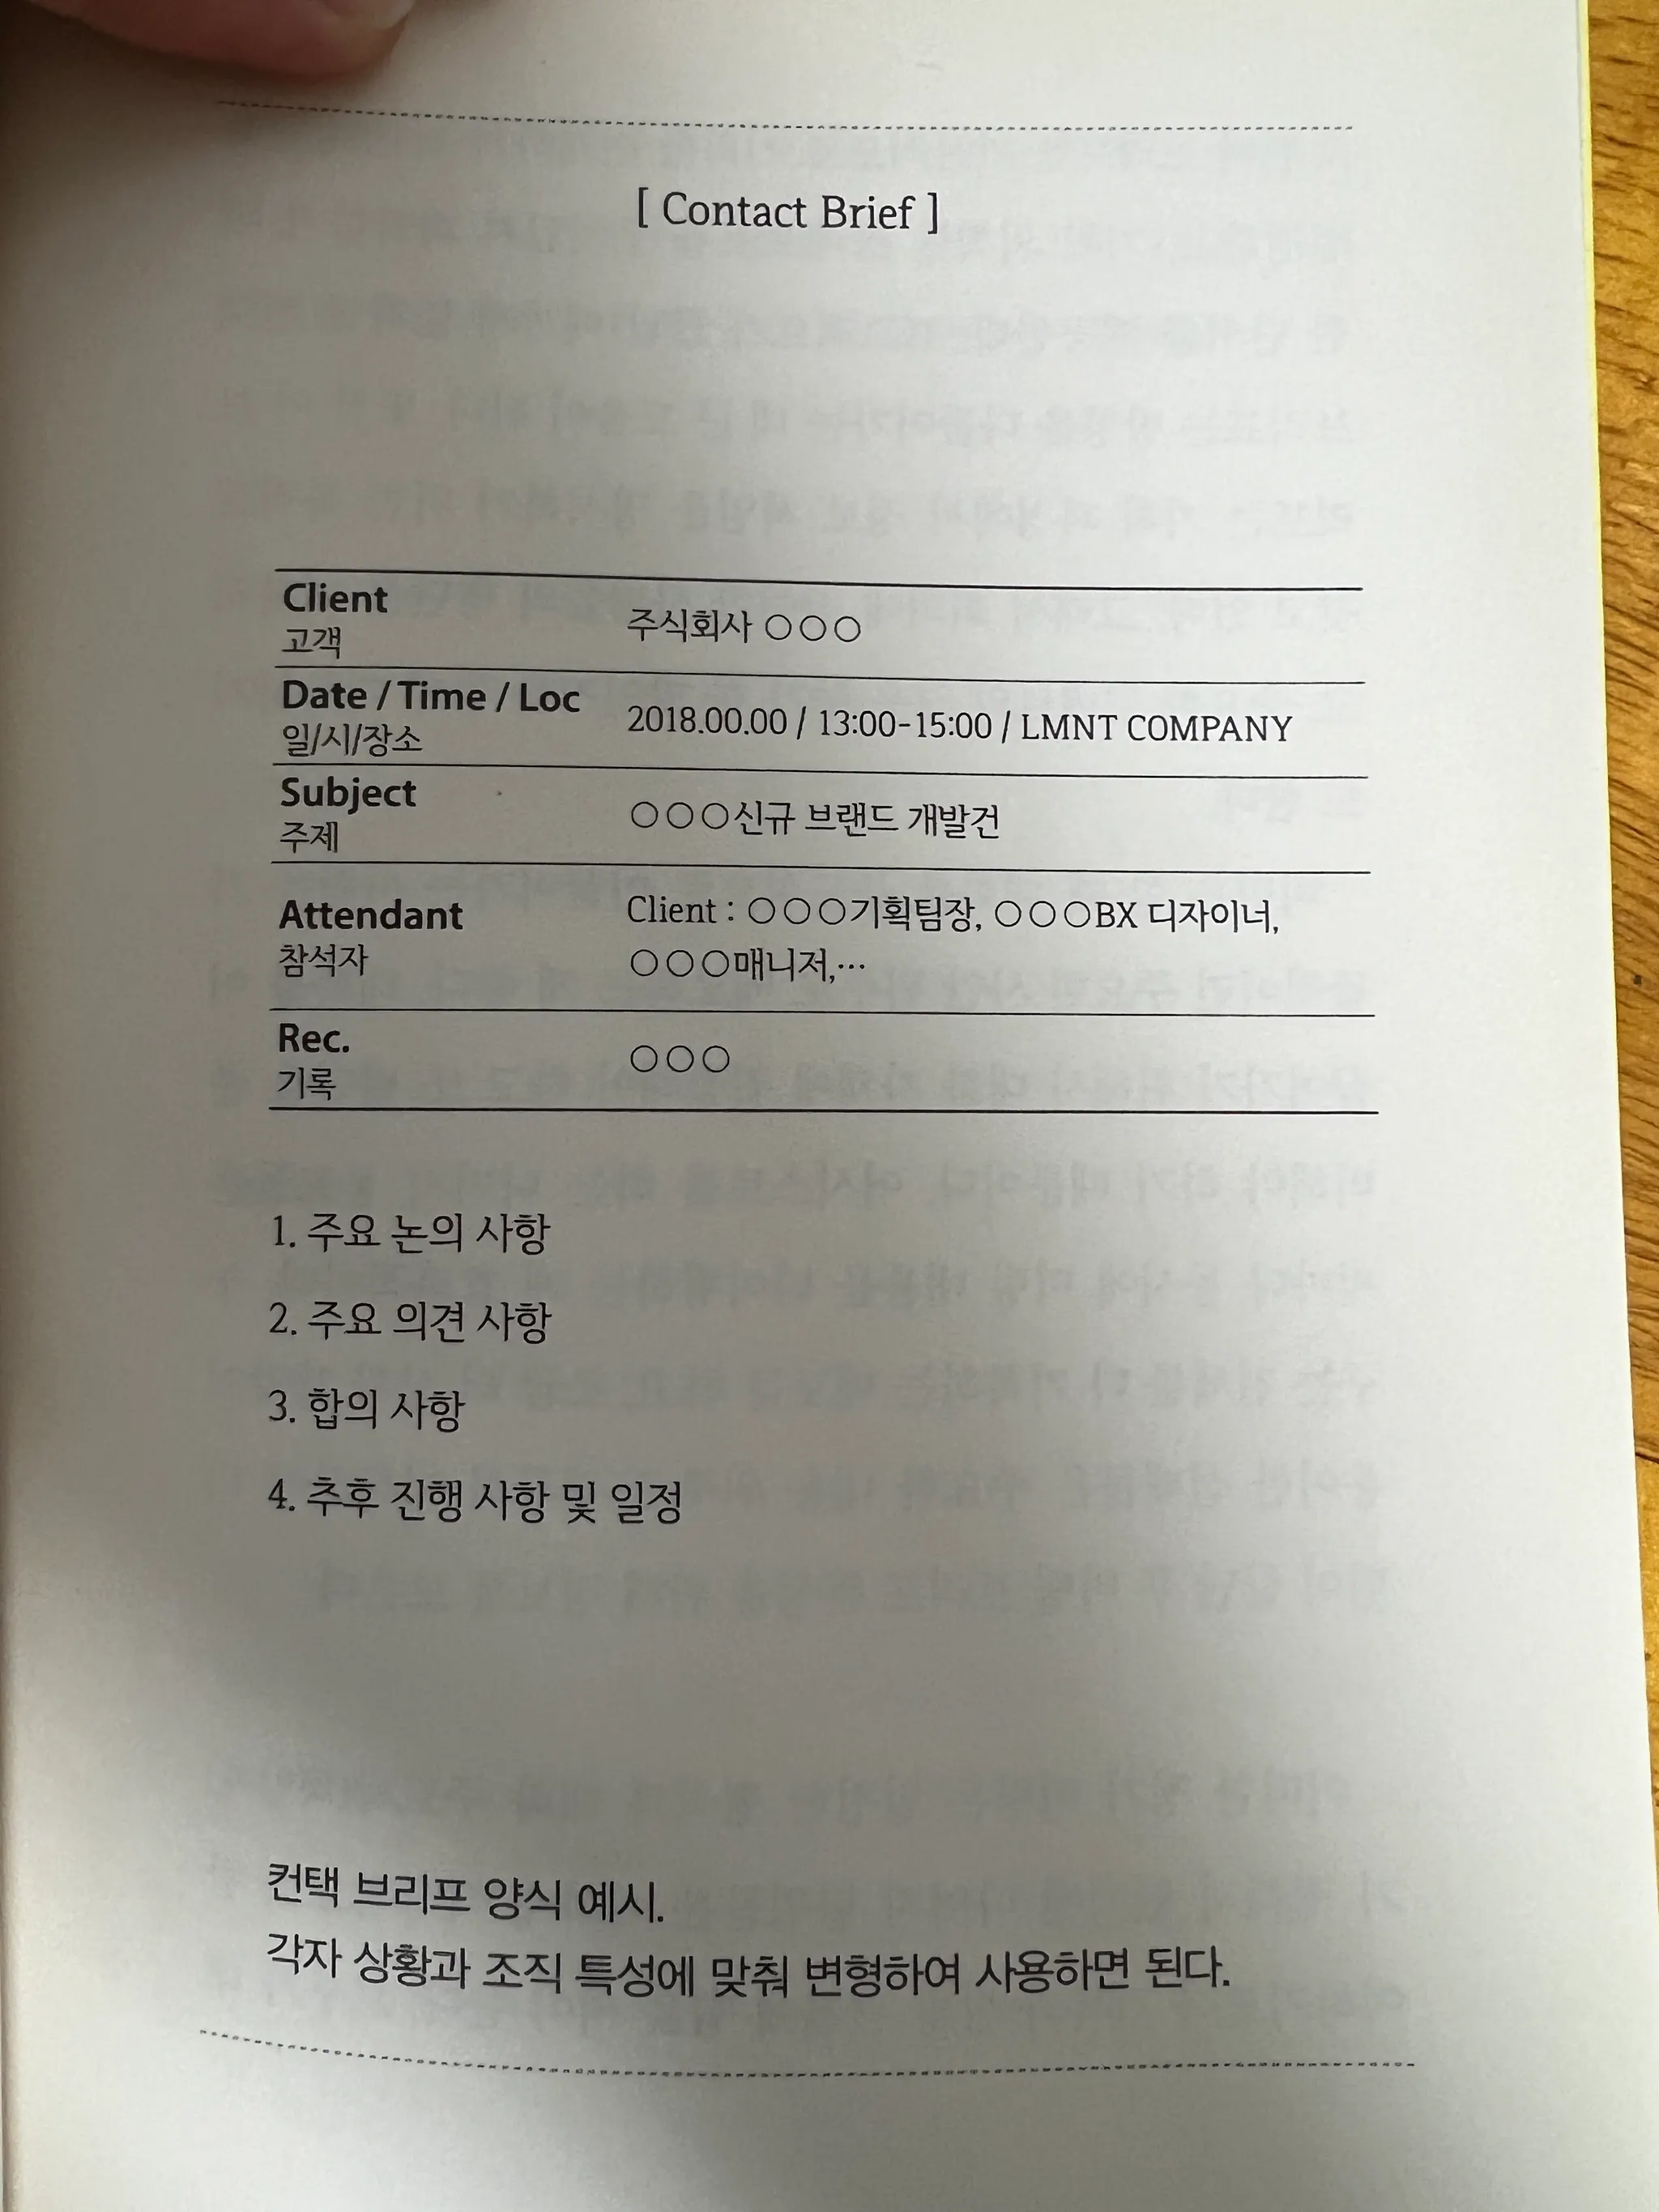 [ Contact Brief ]
Client
고객
주식회사 ○○○
Date / Time / Loc
일/시/장소
2018.00.00 / 13:00-15:00 / LMNT COMPANY
Subject
주제
○○○신규 브랜드 개발건
Attendant
참석자
Client : ○○○기획팀장, ○○○BX 디자이너,
○○○매니저,…
Rec.
기록
○○○
1. 주요 논의 사항
2. 주요 의견 사항
3. 합의 사항
4. 추후 진행 사항 및 일정
컨택 브리프 양식 예시.
각자 상황과 조직 특성에 맞춰 변형하여 사용하면 된다.